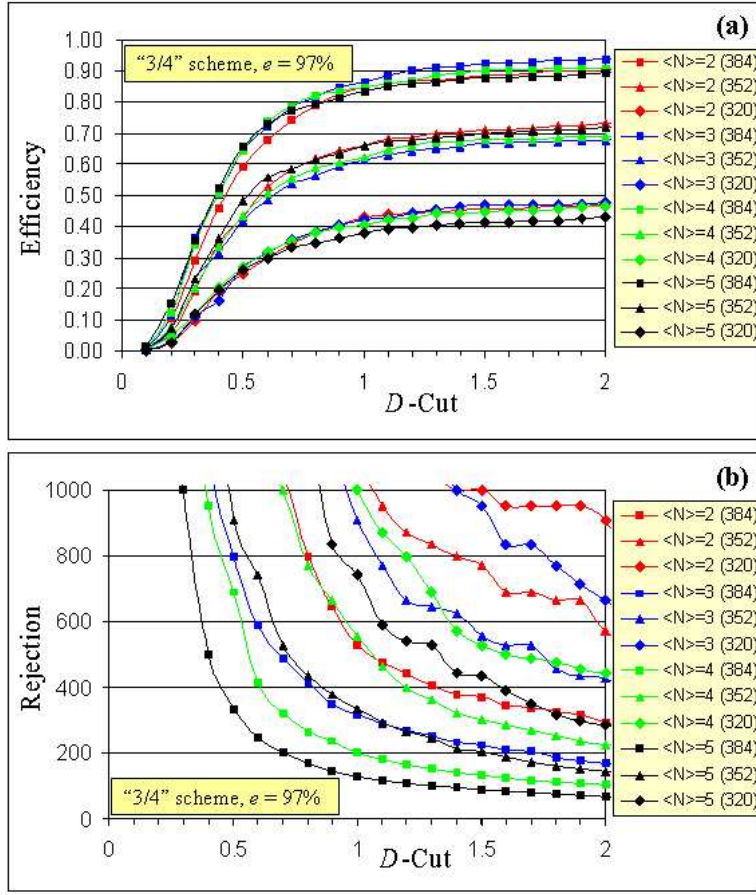 (a)
"3/4" scheme, e = 97%
1.00
0.90
0.80
0.70
0.60
0.50
0.40
0.30
0.20
0.10
0.00
Efficiency
0
0.5
1
1.5
2
D-Cut
<N>=2 (384)
<N>=2 (352)
<N>=2 (320)
<N>=3 (384)
<N>=3 (352)
<N>=3 (320)
<N>=4 (384)
<N>=4 (352)
<N>=4 (320)
<N>=5 (384)
<N>=5 (352)
<N>=5 (320)
(b)
1000
800
600
400
200
0
Rejection
"3/4" scheme, e = 97%
0
0.5
1
1.5
2
D-Cut
<N>=2 (384)
<N>=2 (352)
<N>=2 (320)
<N>=3 (384)
<N>=3 (352)
<N>=3 (320)
<N>=4 (384)
<N>=4 (352)
<N>=4 (320)
<N>=5 (384)
<N>=5 (352)
<N>=5 (320)